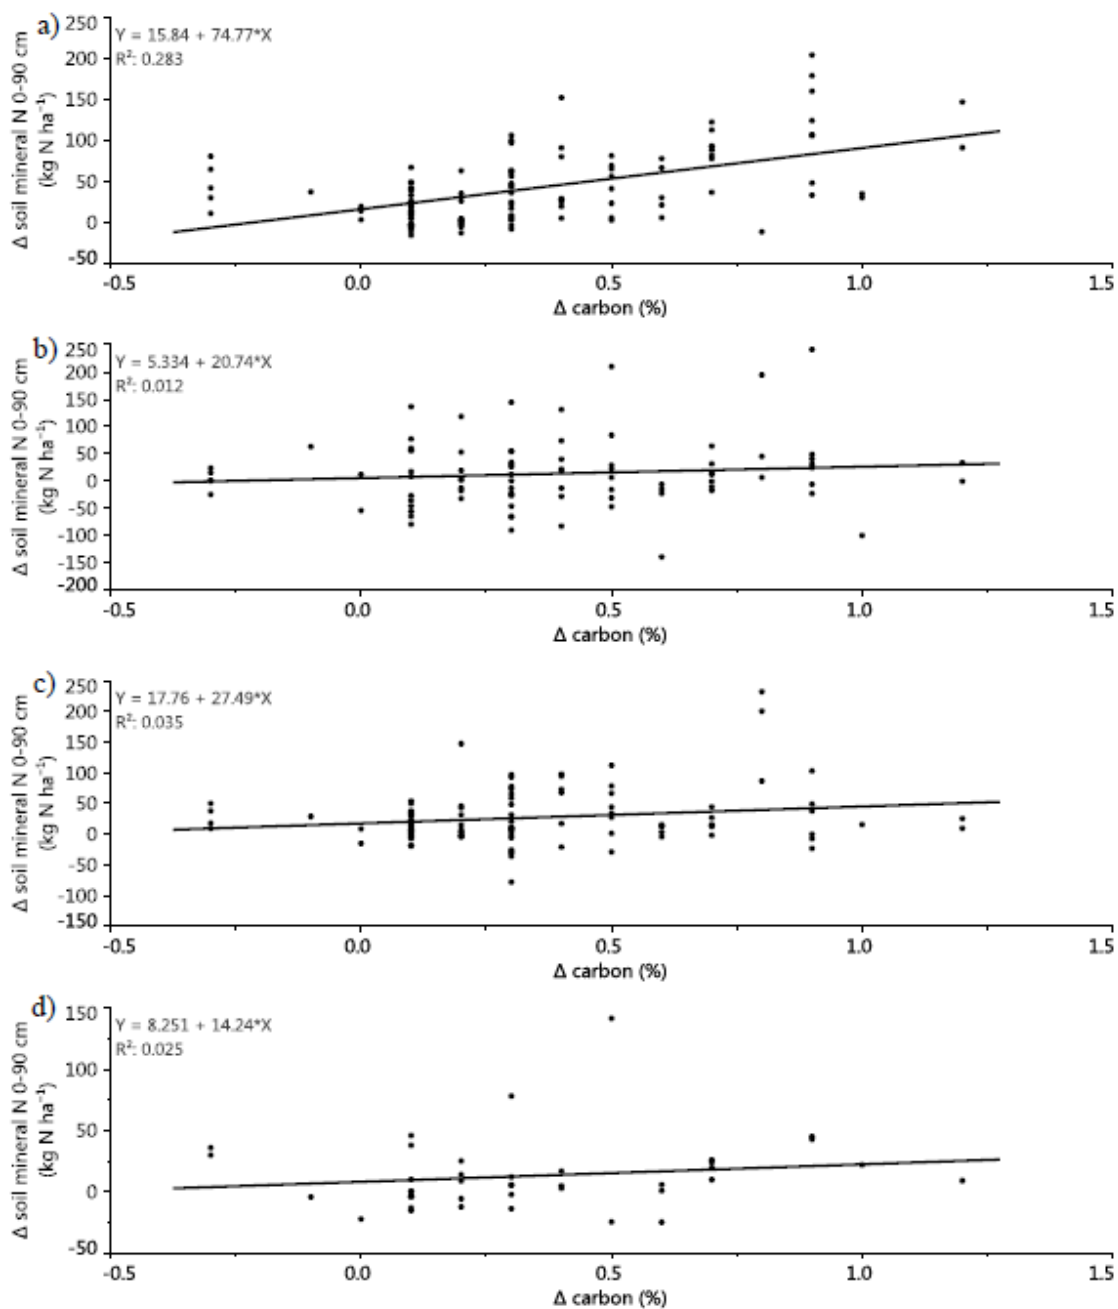 a)
Y = 15.84 + 74.77*X
R²: 0.283
Δ soil mineral N 0-90 cm
(kg N ha⁻¹)
250
200
150
100
50
0
-50
-0.5 0.0 0.5 1.0 1.5
Δ carbon (%)
b)
Y = 5.334 + 20.74*X
R²: 0.012
Δ soil mineral N 0-90 cm
(kg N ha⁻¹)
250
200
150
100
50
0
-50
-100
-150
-200
-0.5 0.0 0.5 1.0 1.5
Δ carbon (%)
c)
Y = 17.76 + 27.49*X
R²: 0.035
Δ soil mineral N 0-90 cm
(kg N ha⁻¹)
250
200
150
100
50
0
-50
-100
-150
-0.5 0.0 0.5 1.0 1.5
Δ carbon (%)
d)
Y = 8.251 + 14.24*X
R²: 0.025
Δ soil mineral N 0-90 cm
(kg N ha⁻¹)
150
100
50
0
-50
-0.5 0.0 0.5 1.0 1.5
Δ carbon (%)